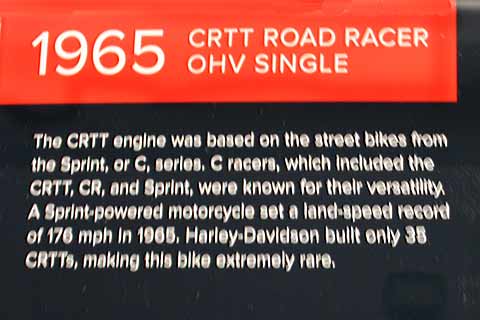 1965 CRTT ROAD RACER
OHV SINGLE
The CRTT engine was based on the street bikes from
the Sprint, or C, series. C racers, which included the
CRTT, CR, and Sprint, were known for their versatility.
A Sprint-powered motorcycle set a land-speed record
of 176 mph in 1965. Harley-Davidson built only 35
CRTTs, making this bike extremely rare.